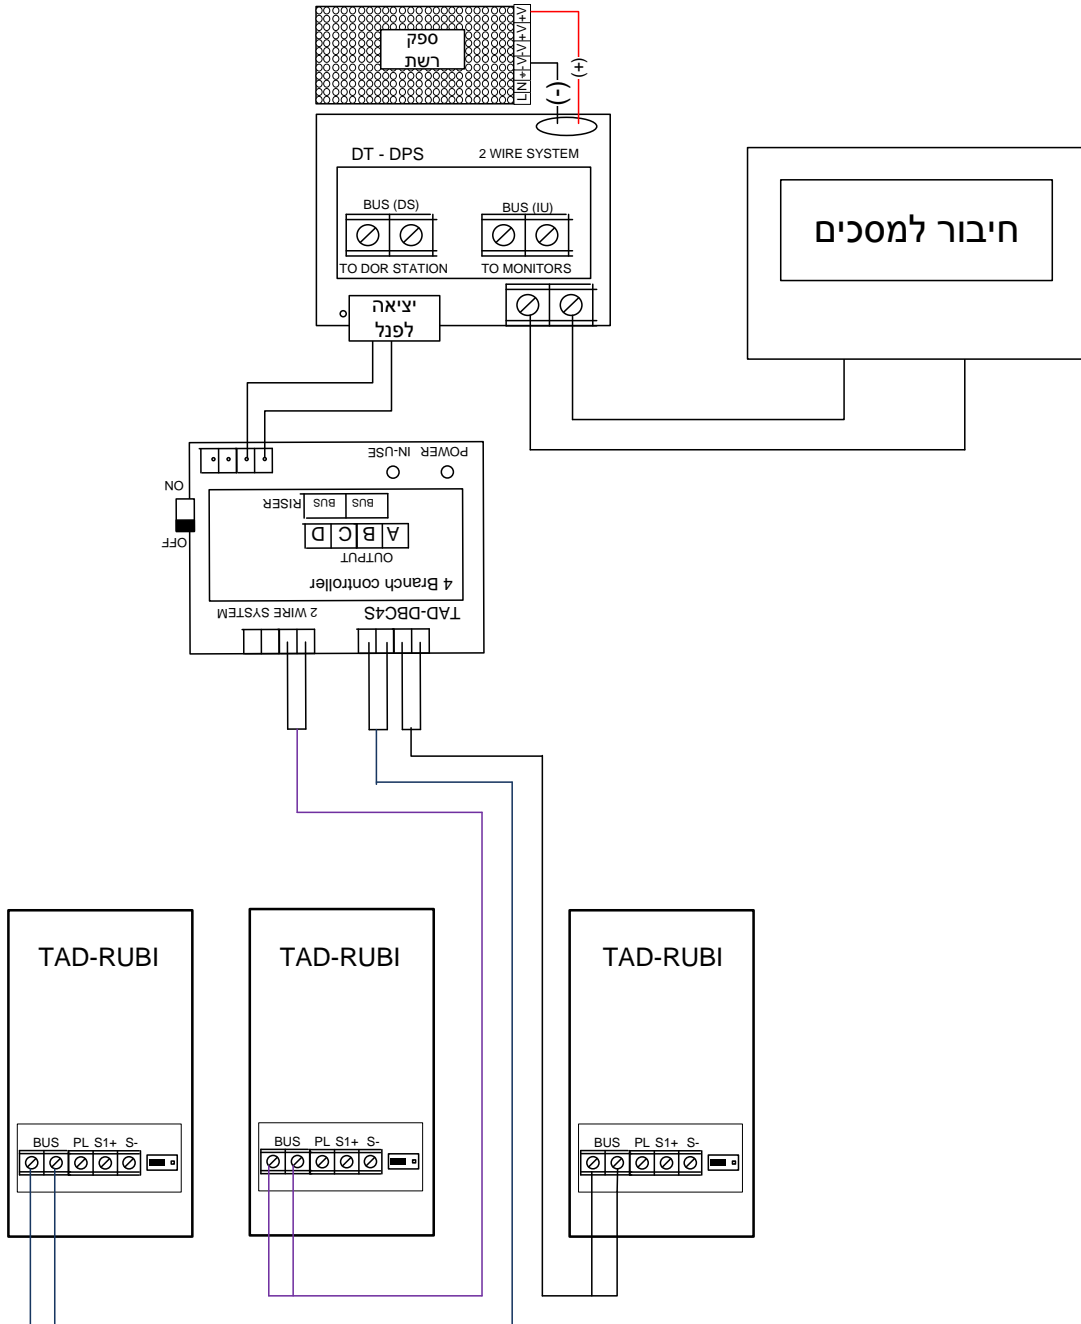 ספק
רשת
L N + -V -V +V +V
(+)
(-)
DT - DPS
2 WIRE SYSTEM
BUS (DS)
BUS (IU)
TO DOR STATION
TO MONITORS
יציאה
לפנל
חיבור למסכים
IN-USE
POWER
ON
OFF
RISER
BUS
BUS
D C B A
OUTPUT
4 Branch controller
2 WIRE SYSTEM
TAD-DBC4S
TAD-RUBI
BUS PL S1+ S-
TAD-RUBI
BUS PL S1+ S-
TAD-RUBI
BUS PL S1+ S-